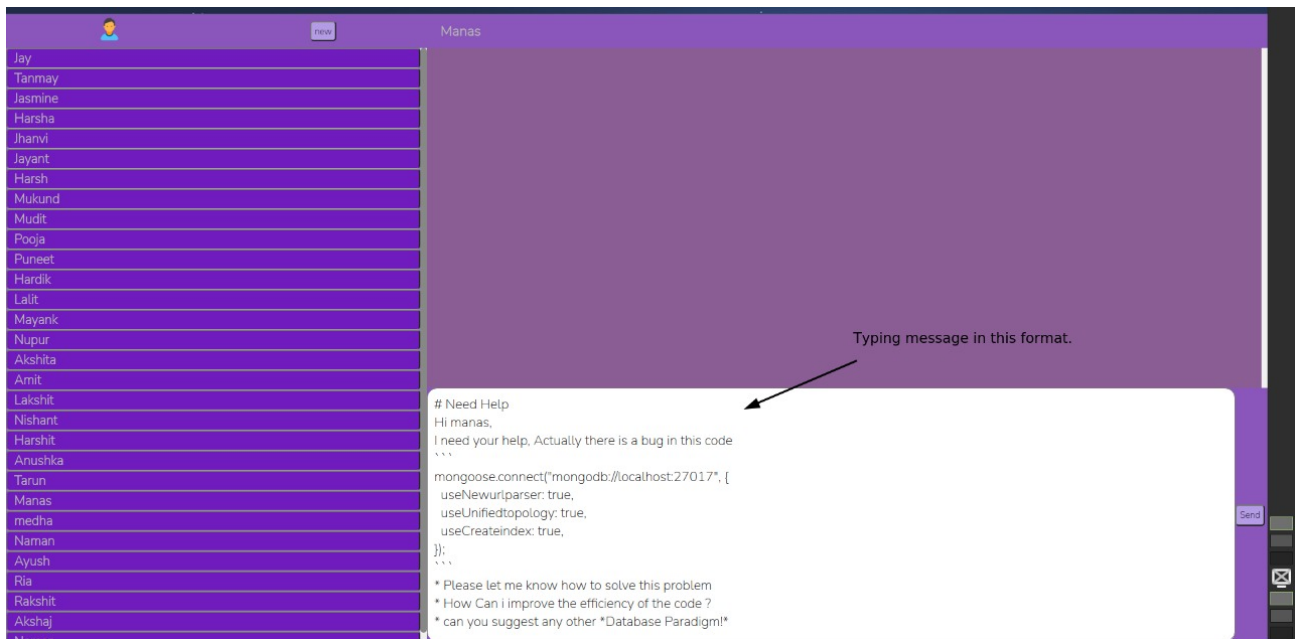 new
Manas
Jay
Tanmay
Jasmine
Harsha
Jhanvi
Jayant
Harsh
Mukund
Mudit
Pooja
Puneet
Hardik
Lalit
Mayank
Nupur
Akshita
Amit
Lakshit
Nishant
Harshit
Anushka
Tarun
Manas
medha
Naman
Ayush
Ria
Rakshit
Akshaj
Typing message in this format.
# Need Help
Hi manas,
I need your help, Actually there is a bug in this code
```
mongoose.connect("mongodb://localhost:27017", {
useNewurlparser: true,
useUnifiedtopology: true,
useCreateindex: true,
});
```
* Please let me know how to solve this problem
* How Can i improve the efficiency of the code ?
* can you suggest any other *Database Paradigm!*
Send